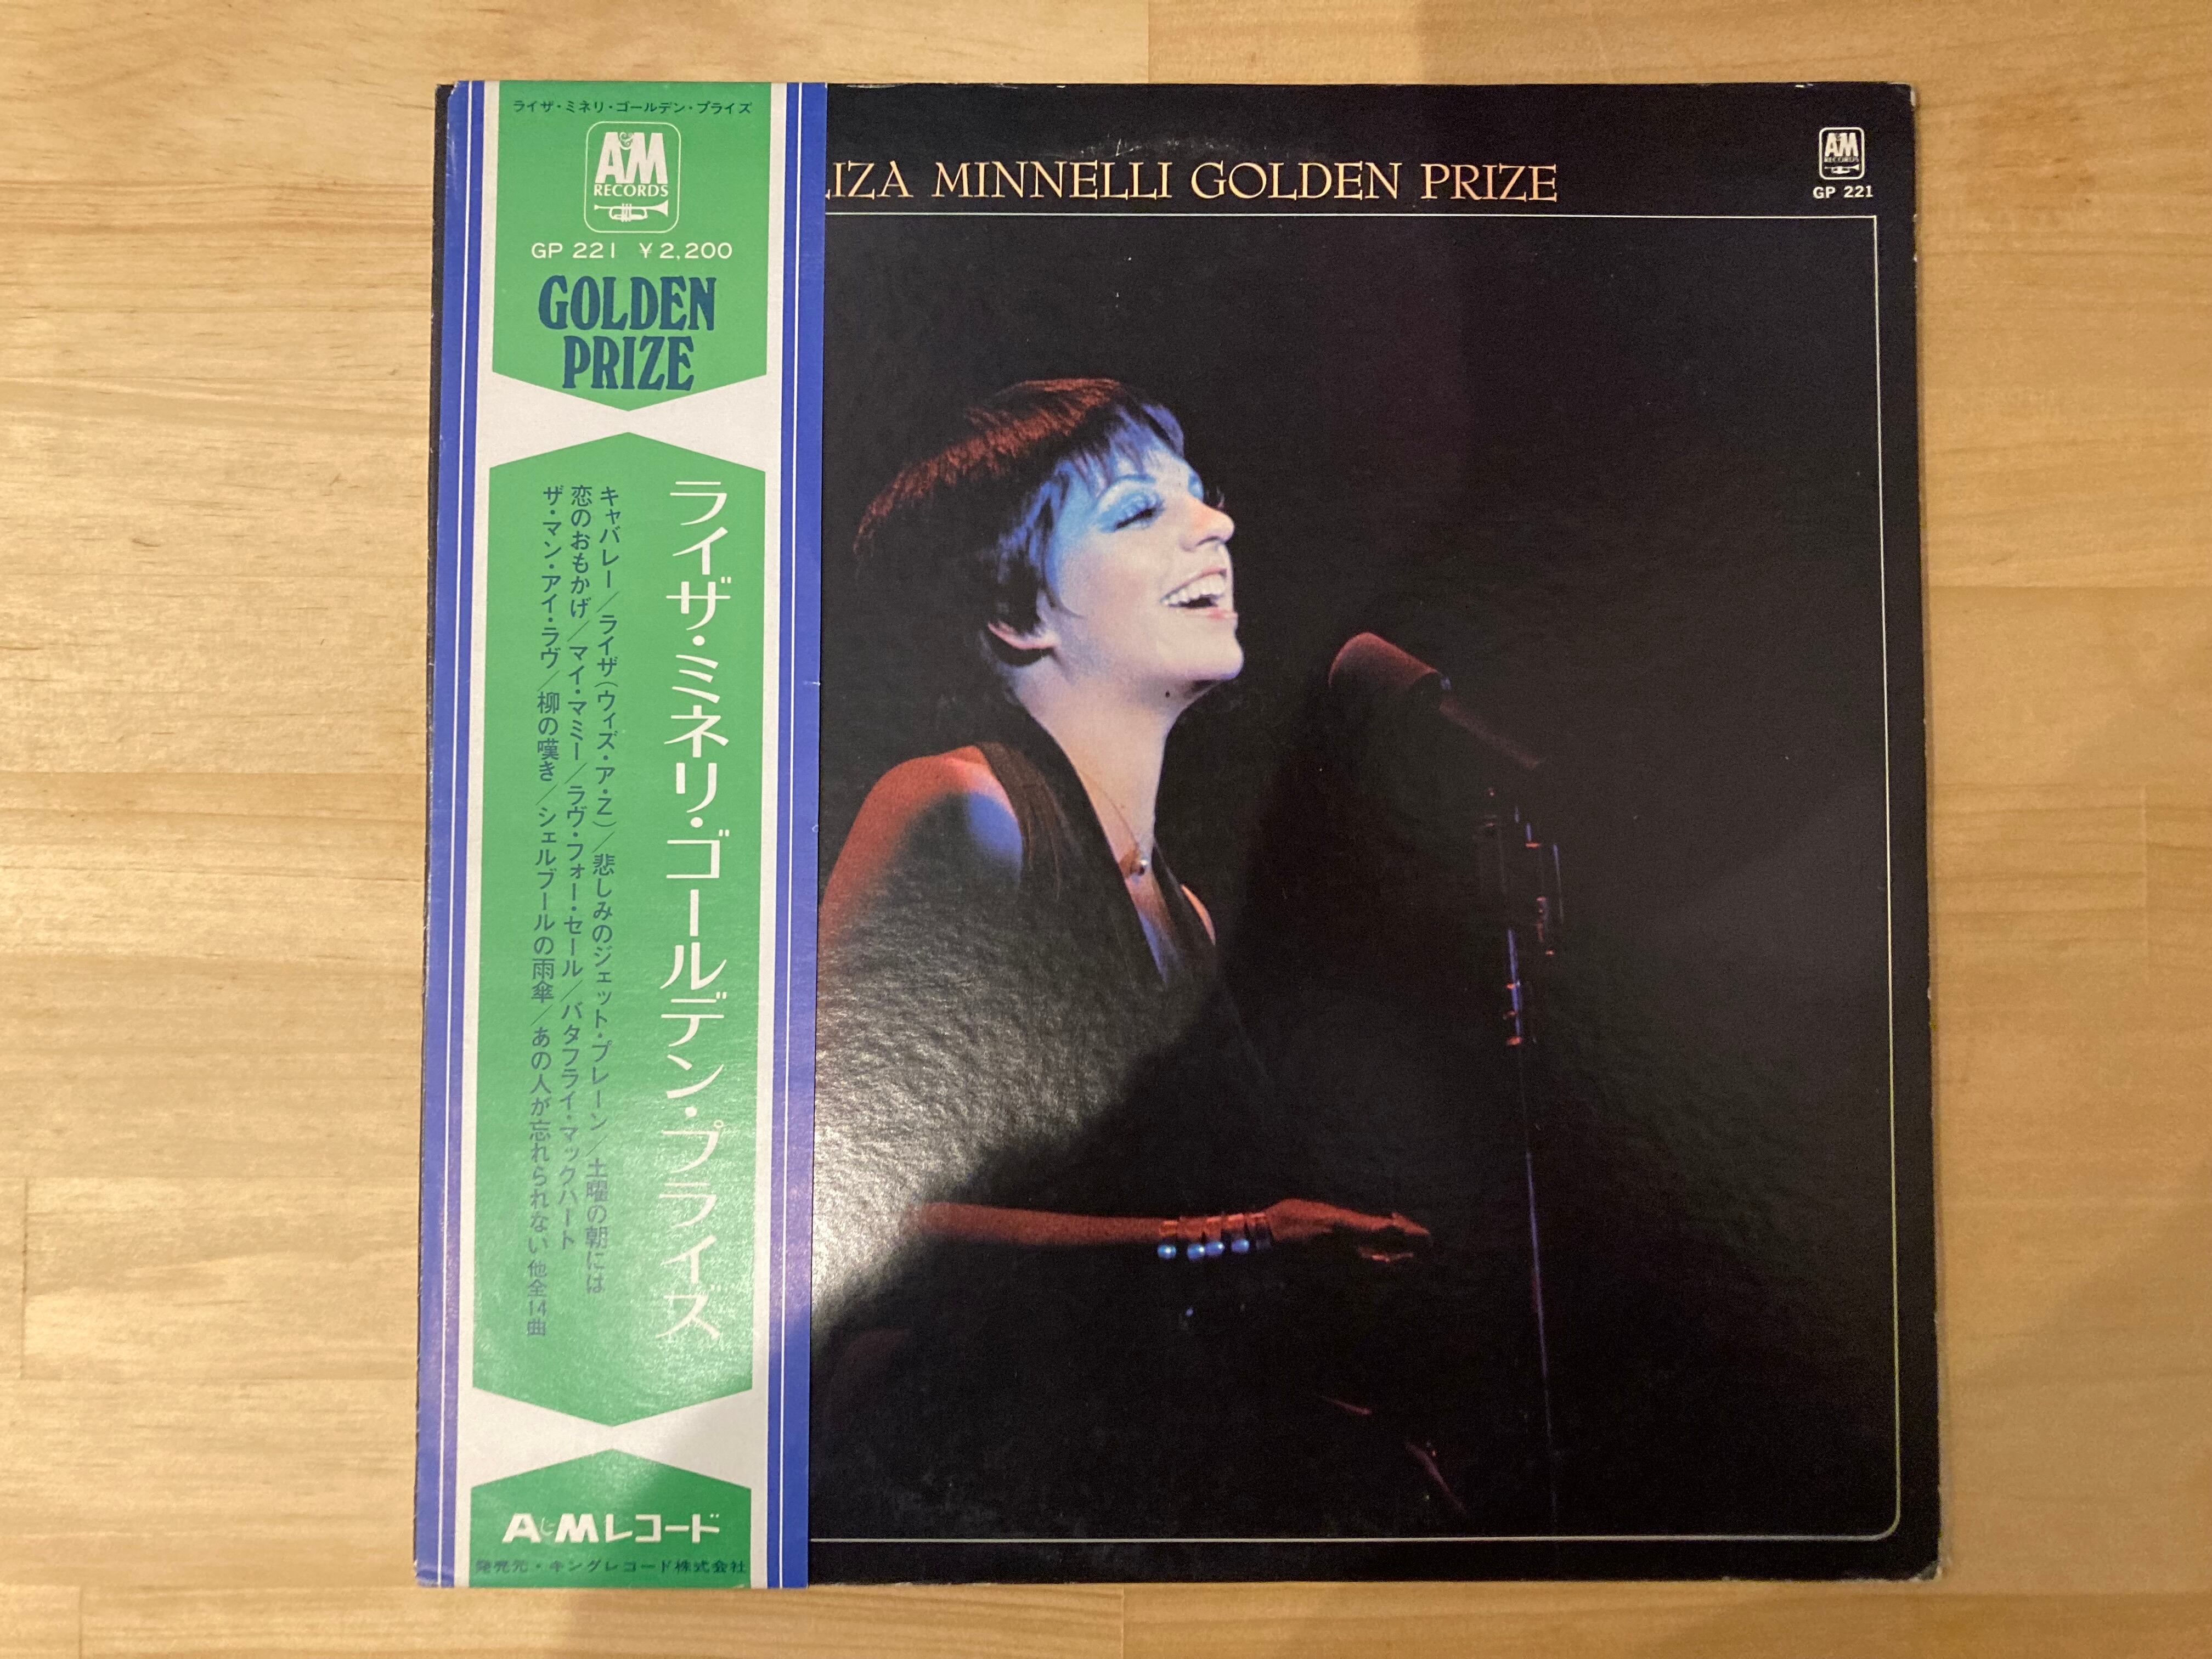 ライザ・ミネリ・ゴールデン・プライズ
A&M
RECORDS
GP 221 ¥2,200
GOLDEN
PRIZE
ライザ・ミネリ・ゴールデン・プライズ
キャバレー／ライザ(ウィズ・ア・Z)／悲しみのジェット・プレーン／土曜の朝には
恋のおもかげ／マイ・マミー／ラヴ・フォー・セール／バタフライ・マックハート
ザ・マン・アイ・ラヴ／柳の嘆き／シェルブールの雨傘／あの人が忘れられない 他全14曲
A&Mレコード
発売元・キングレコード株式会社
LIZA MINNELLI GOLDEN PRIZE
A&M
RECORDS
GP 221